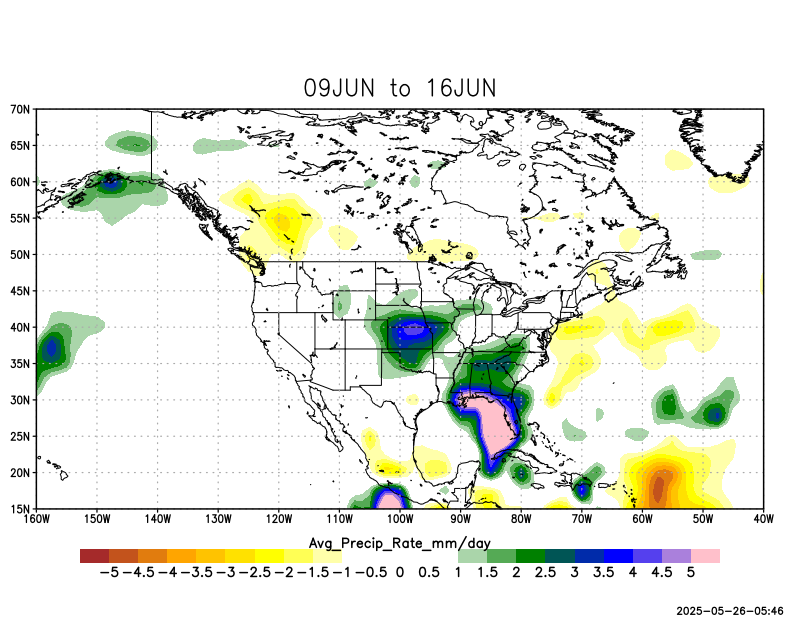 09JUN to 16JUN
70N
65N
60N
55N
50N
45N
40N
35N
30N
25N
20N
15N
160W 150W 140W 130W 120W 110W 100W 90W 80W 70W 60W 50W 40W
Avg_Precip_Rate_mm/day
-5 -4.5 -4 -3.5 -3 -2.5 -2 -1.5 -1 -0.5 0 0.5 1 1.5 2 2.5 3 3.5 4 4.5 5
2025-05-26-05:46